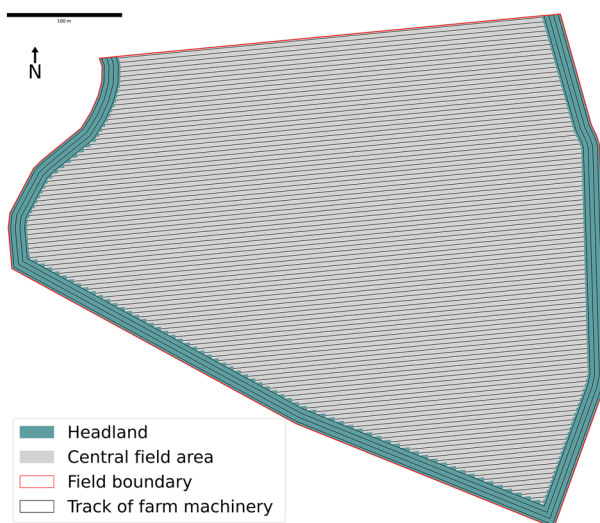 100 m
N
Headland
Central field area
Field boundary
Track of farm machinery